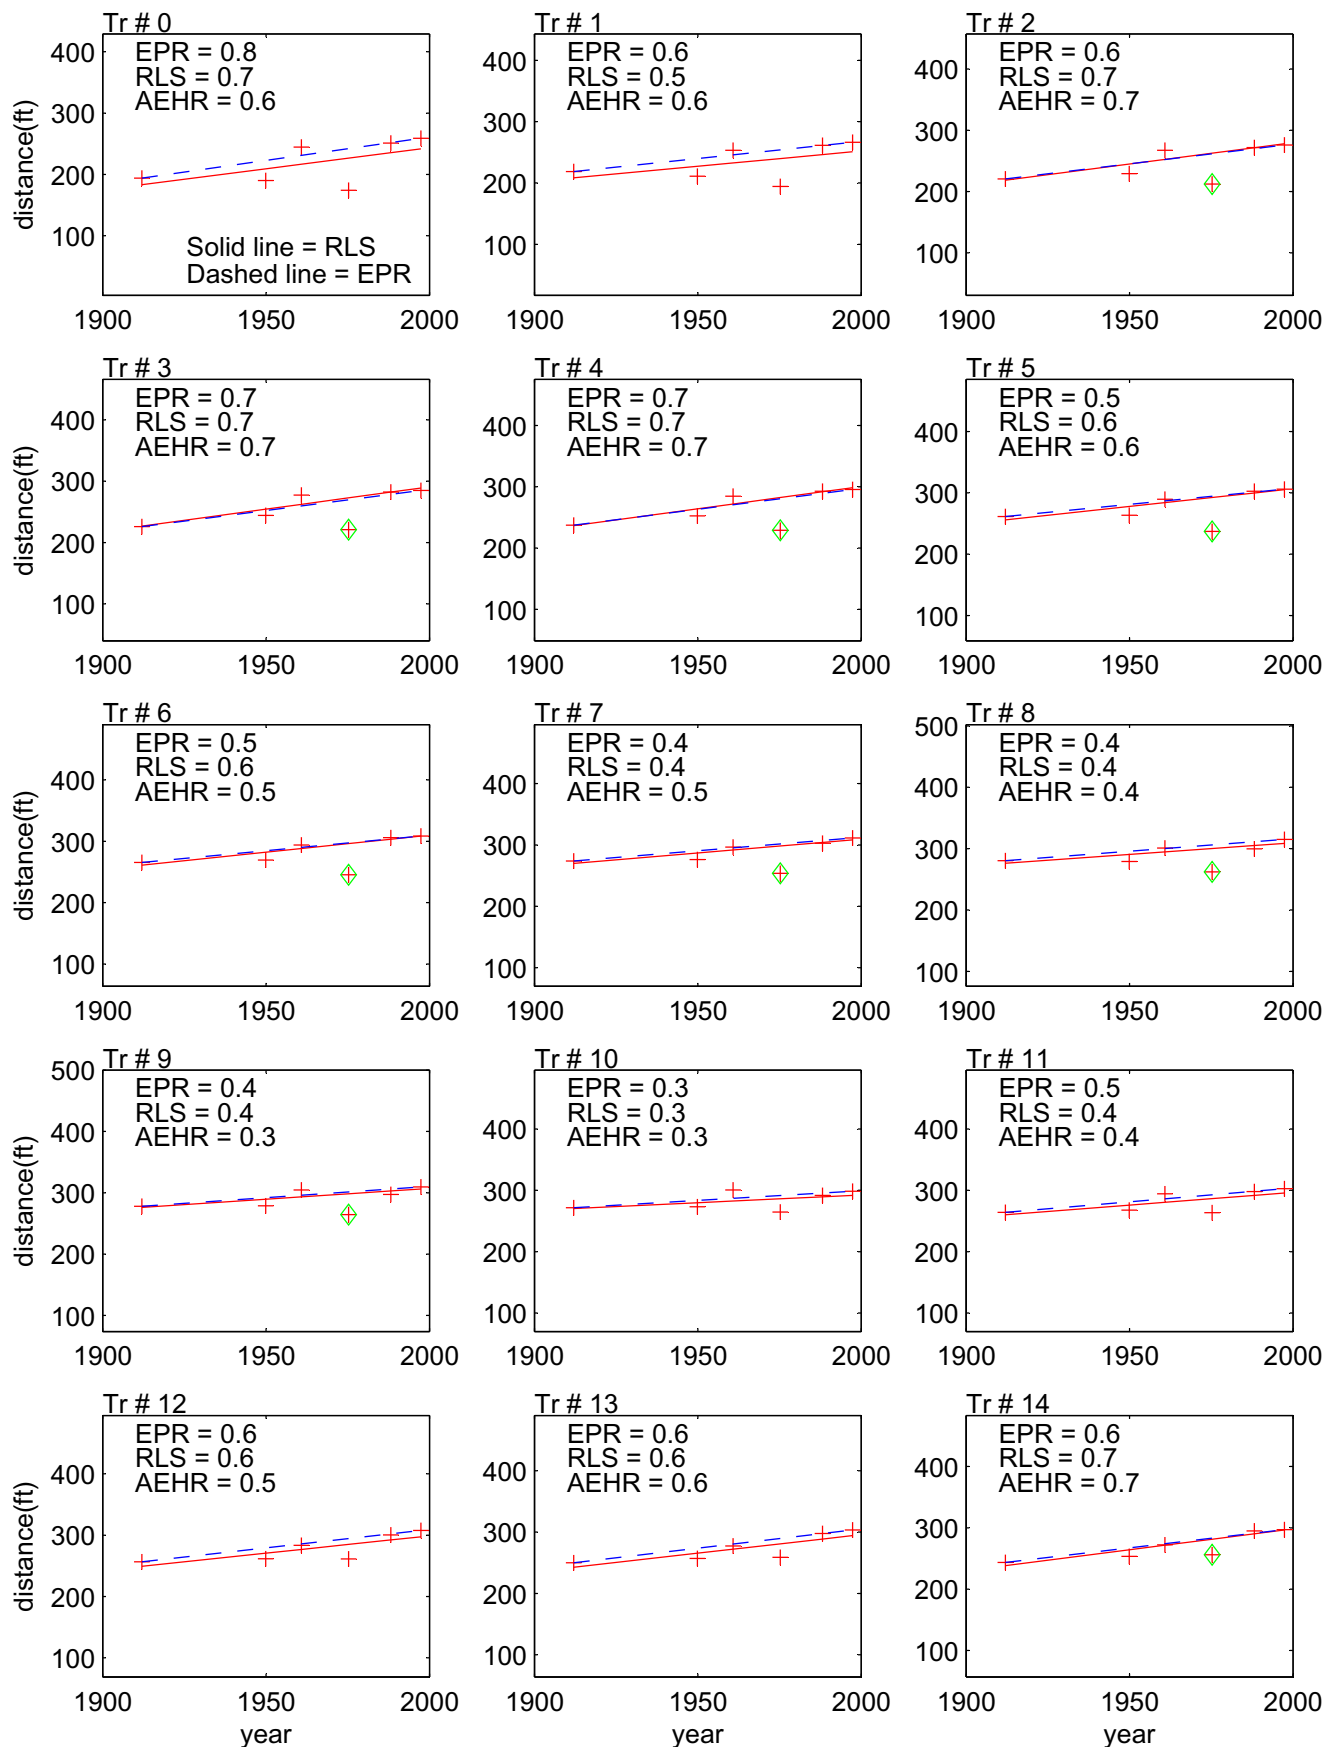 Tr # 0
EPR = 0.8
RLS = 0.7
AEHR = 0.6
Solid line = RLS
Dashed line = EPR
distance(ft)
400
300
200
100
1900 1950 2000
Tr # 1
EPR = 0.6
RLS = 0.5
AEHR = 0.6
400
300
200
100
1900 1950 2000
Tr # 2
EPR = 0.6
RLS = 0.7
AEHR = 0.7
400
300
200
100
1900 1950 2000
Tr # 3
EPR = 0.7
RLS = 0.7
AEHR = 0.7
distance(ft)
400
300
200
100
1900 1950 2000
Tr # 4
EPR = 0.7
RLS = 0.7
AEHR = 0.7
400
300
200
100
1900 1950 2000
Tr # 5
EPR = 0.5
RLS = 0.6
AEHR = 0.6
400
300
200
100
1900 1950 2000
Tr # 6
EPR = 0.5
RLS = 0.6
AEHR = 0.5
distance(ft)
400
300
200
100
1900 1950 2000
Tr # 7
EPR = 0.4
RLS = 0.4
AEHR = 0.5
400
300
200
100
1900 1950 2000
Tr # 8
EPR = 0.4
RLS = 0.4
AEHR = 0.4
500
400
300
200
100
1900 1950 2000
Tr # 9
EPR = 0.4
RLS = 0.4
AEHR = 0.3
distance(ft)
500
400
300
200
100
1900 1950 2000
Tr # 10
EPR = 0.3
RLS = 0.3
AEHR = 0.3
400
300
200
100
1900 1950 2000
Tr # 11
EPR = 0.5
RLS = 0.4
AEHR = 0.4
400
300
200
100
1900 1950 2000
Tr # 12
EPR = 0.6
RLS = 0.6
AEHR = 0.5
distance(ft)
400
300
200
100
1900 1950 2000
year
Tr # 13
EPR = 0.6
RLS = 0.6
AEHR = 0.6
400
300
200
100
1900 1950 2000
year
Tr # 14
EPR = 0.6
RLS = 0.7
AEHR = 0.7
400
300
200
100
1900 1950 2000
year